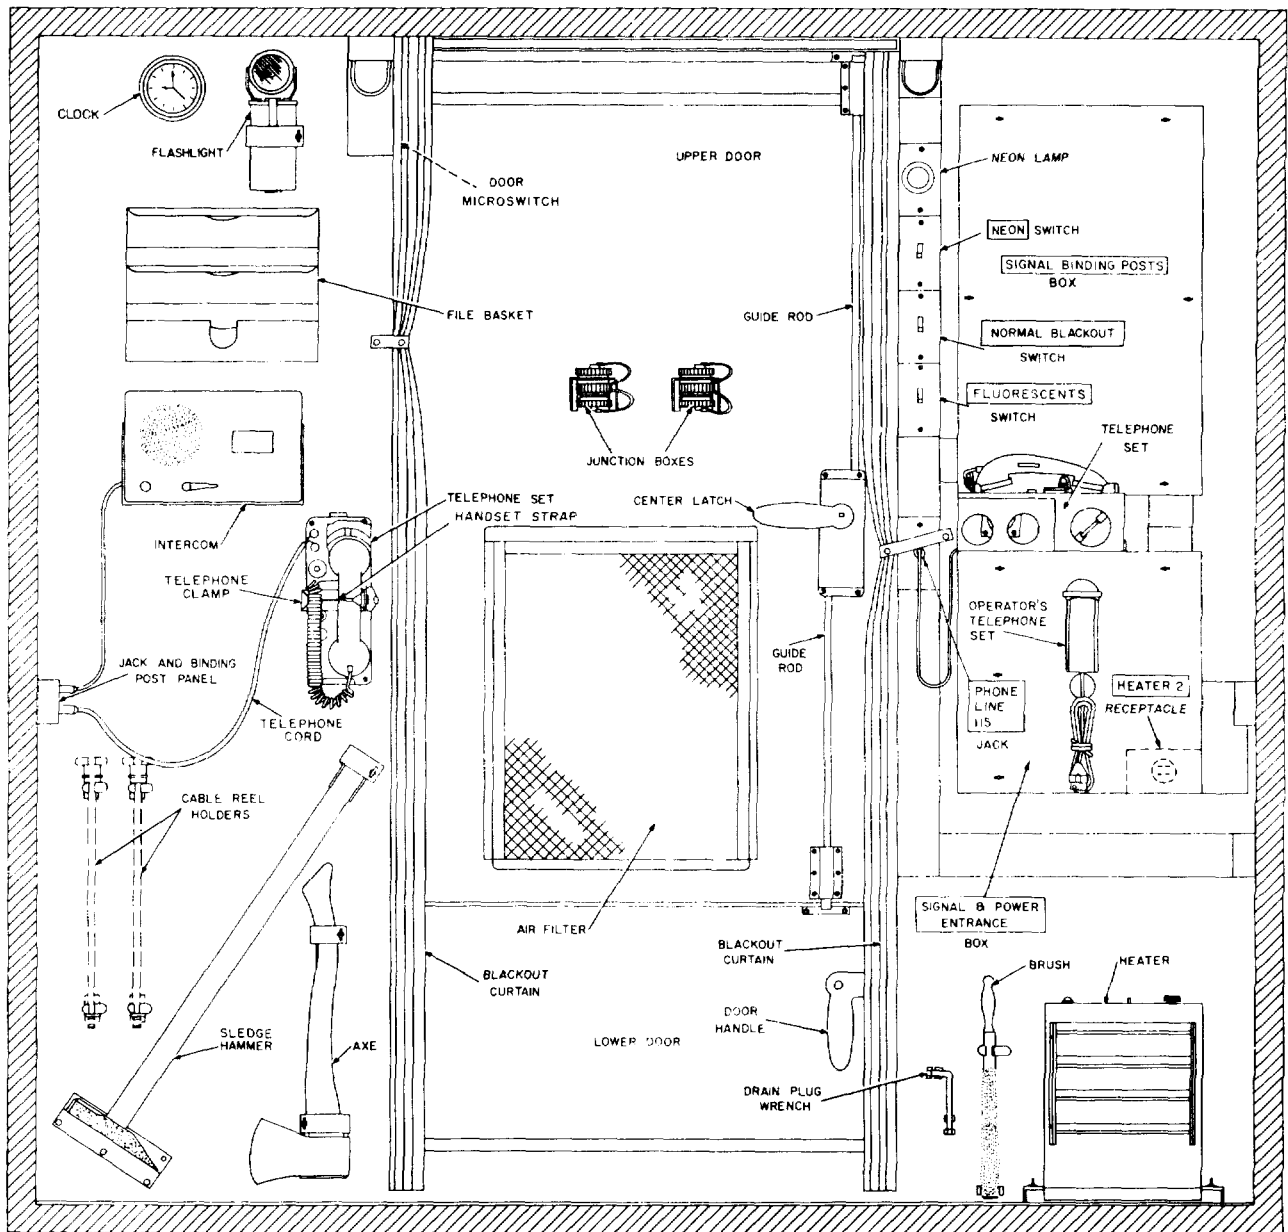 CLOCK
FLASHLIGHT
DOOR
MICROSWITCH
UPPER DOOR
NEON LAMP
NEON SWITCH
SIGNAL BINDING POSTS
BOX
FILE BASKET
GUIDE ROD
NORMAL BLACKOUT
SWITCH
FLUORESCENTS
SWITCH
TELEPHONE
SET
JUNCTION BOXES
TELEPHONE SET
HANDSET STRAP
CENTER LATCH
INTERCOM
TELEPHONE
CLAMP
OPERATOR'S
TELEPHONE
SET
JACK AND BINDING
POST PANEL
GUIDE
ROD
PHONE
LINE
115
JACK
HEATER 2
RECEPTACLE
TELEPHONE
CORD
CABLE REEL
HOLDERS
AIR FILTER
SIGNAL & POWER
ENTRANCE
BOX
BLACKOUT
CURTAIN
BLACKOUT
CURTAIN
BRUSH
HEATER
SLEDGE
HAMMER
AXE
LOWER DOOR
DOOR
HANDLE
DRAIN PLUG
WRENCH